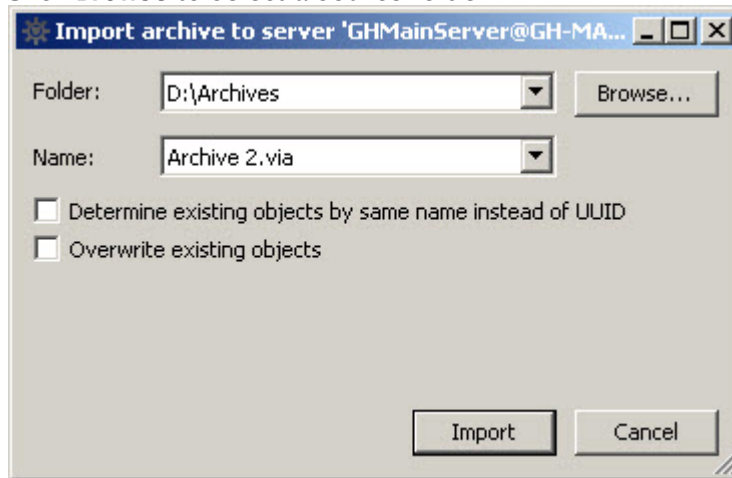 Import archive to server 'GHMainServer@GH-MA...
Folder:
D:\Archives
Browse...
Name:
Archive 2.via
Determine existing objects by same name instead of UUID
Overwrite existing objects
Import
Cancel